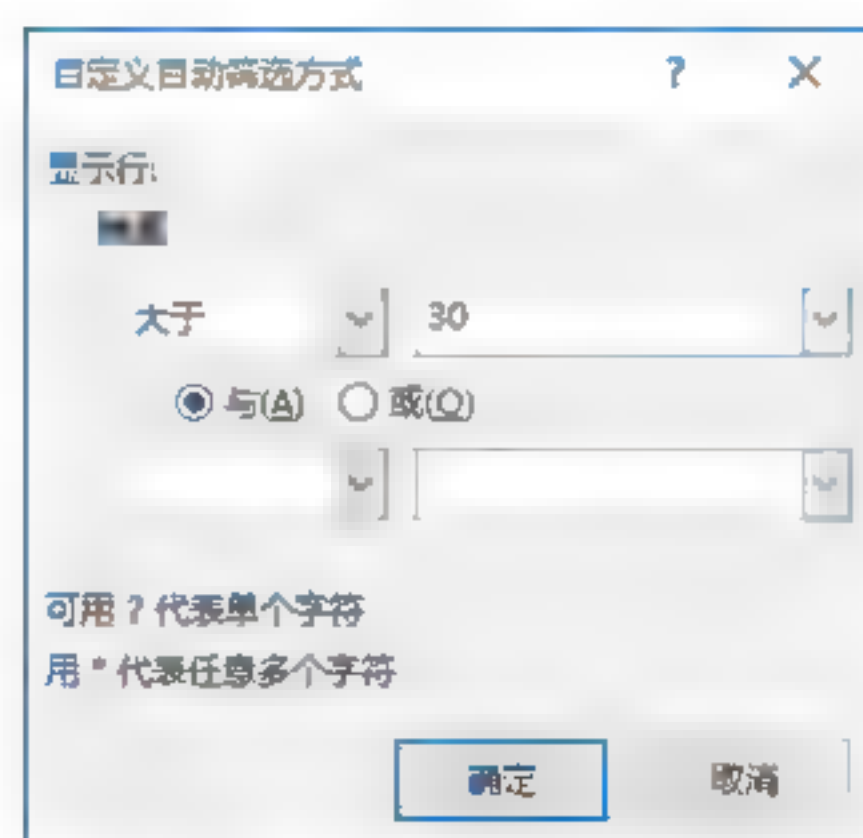 自定义自动筛选方式 ? ×
显示行:
大于 30
与(A) 或(O)
可用 ? 代表单个字符
用 * 代表任意多个字符
确定 取消